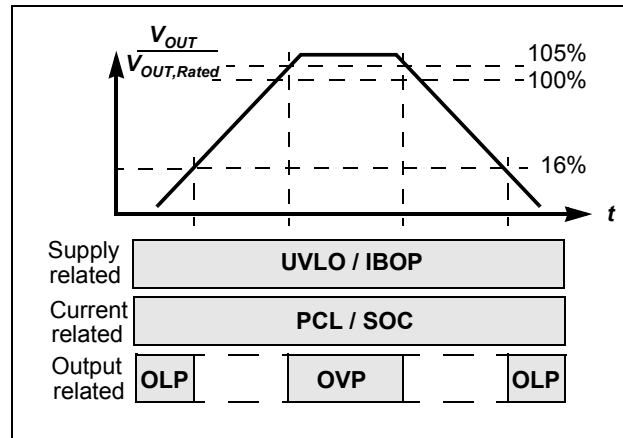 V_OUT
V_OUT,Rated
105%
100%
16%
t
Supply related
UVLO / IBOP
Current related
PCL / SOC
Output related
OLP
OVP
OLP